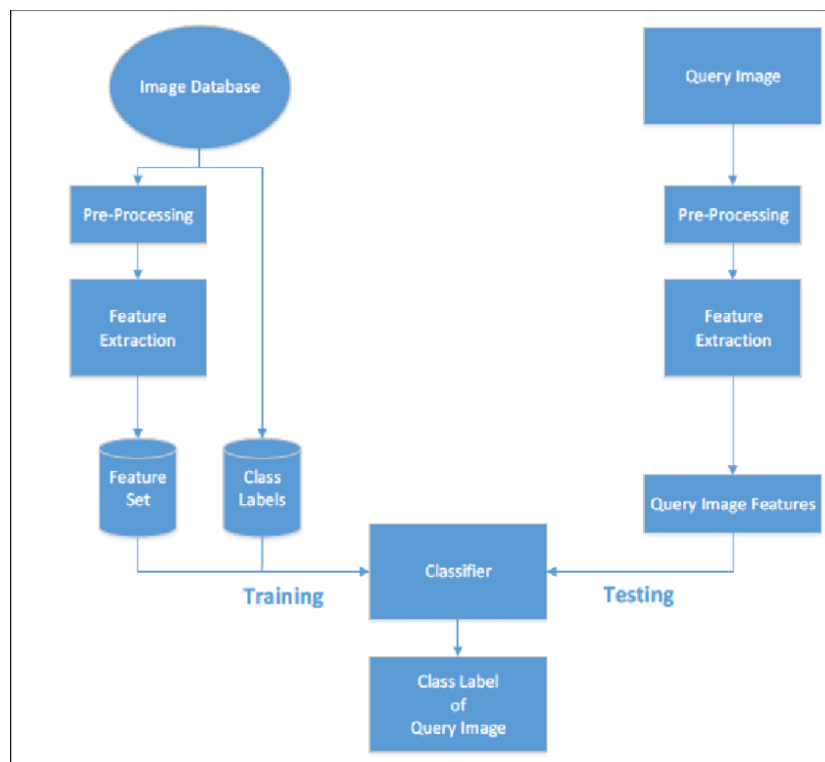 Image Database
Query Image
Pre-Processing
Pre-Processing
Feature
Extraction
Feature
Extraction
Feature
Set
Class
Labels
Query Image Features
Classifier
Training
Testing
Class Label
of
Query Image